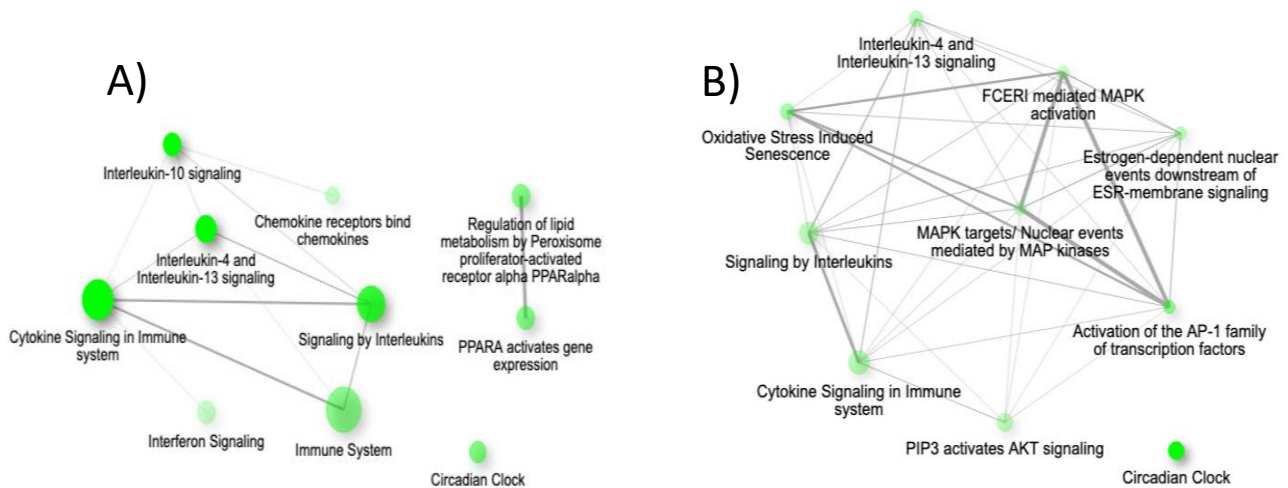 A)
Interleukin-10 signaling
Chemokine receptors bind
chemokines
Interleukin-4 and
Interleukin-13 signaling
Regulation of lipid
metabolism by Peroxisome
proliferator-activated
receptor alpha PPARalpha
Cytokine Signaling in Immune
system
Signaling by Interleukins
PPARA activates gene
expression
Interferon Signaling
Immune System
Circadian Clock
B)
Interleukin-4 and
Interleukin-13 signaling
FCERI mediated MAPK
activation
Oxidative Stress Induced
Senescence
Estrogen-dependent nuclear
events downstream of
ESR-membrane signaling
MAPK targets/ Nuclear events
mediated by MAP kinases
Signaling by Interleukins
Activation of the AP-1 family
of transcription factors
Cytokine Signaling in Immune
system
PIP3 activates AKT signaling
Circadian Clock